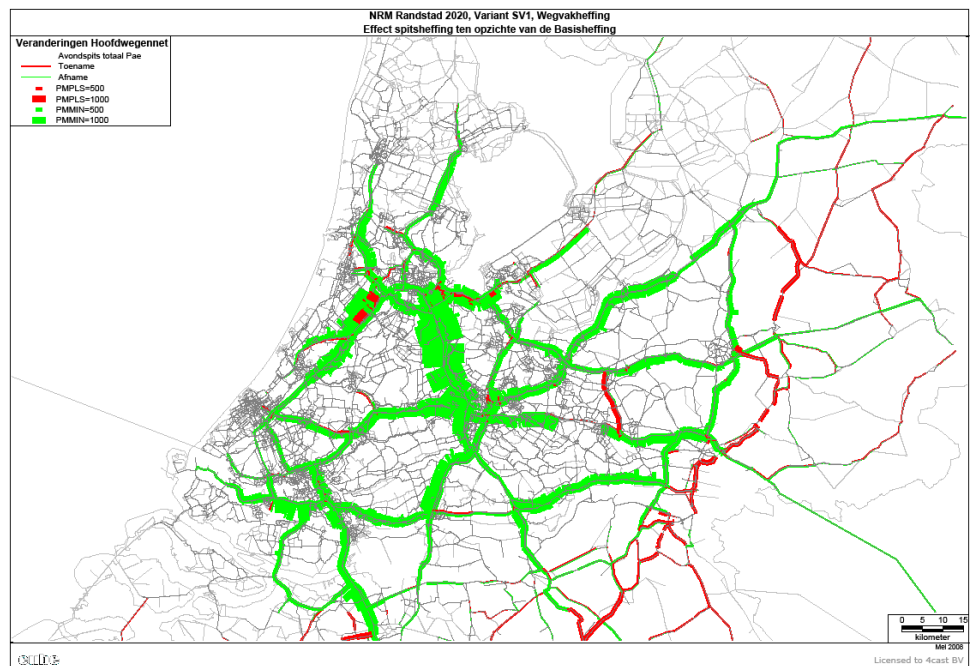 NRM Randstad 2020, Variant SV1, Wegvakheffing
Effect spitsheffing ten opzichte van de Basisheffing
Veranderingen Hoofdwegennet
Avondspits totaal Pae
Toename
Afname
PMPLS=500
PMPLS=1000
PMMIN=500
PMMIN=1000
0 5 10 15
kilometer
Mei 2008
cube
Licensed to 4cast BV